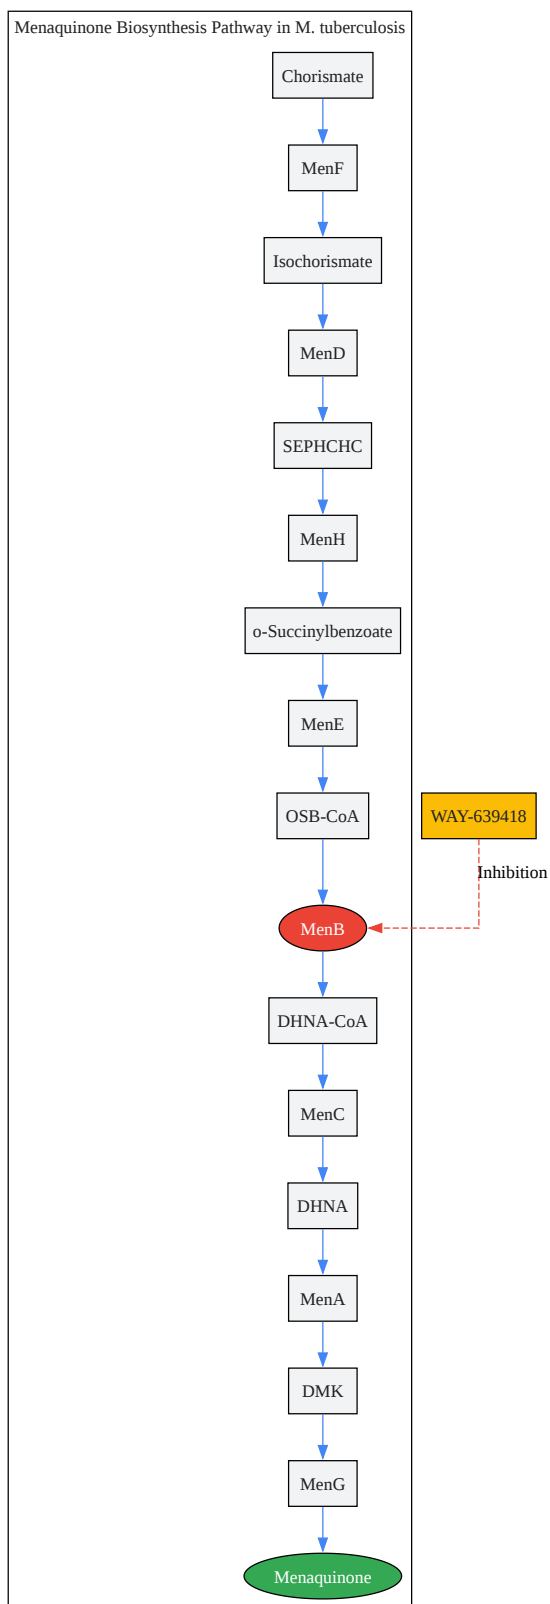 Menaquinone Biosynthesis Pathway in M. tuberculosis
Chorismate
MenF
Isochorismate
MenD
SEPHCHC
MenH
o-Succinylbenzoate
MenE
OSB-CoA
WAY-639418
Inhibition
MenB
DHNA-CoA
MenC
DHNA
MenA
DMK
MenG
Menaquinone